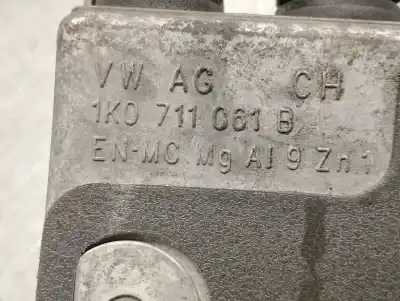 VW AG CH
1K0 711 061 B
EN-MC Mg Al 9 Zn 1